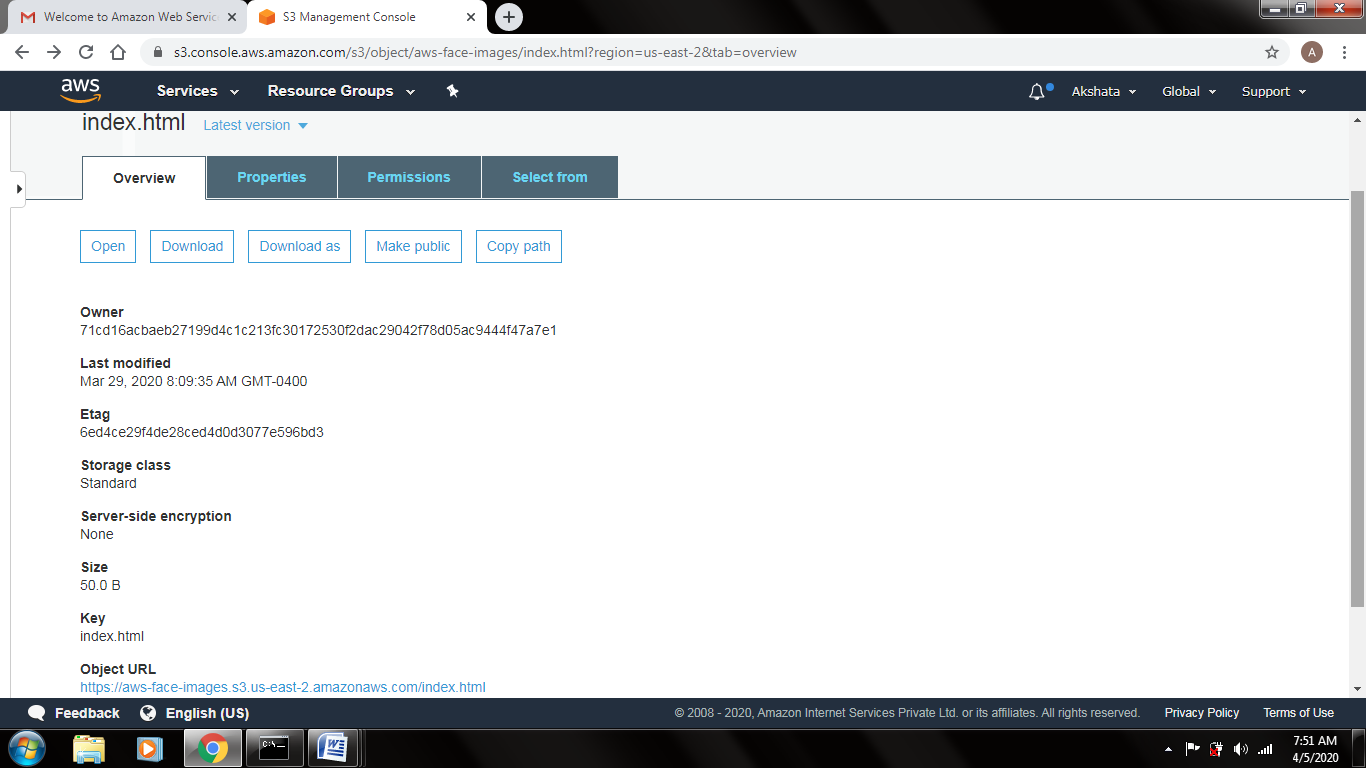 Welcome to Amazon Web Servic
S3 Management Console
s3.console.aws.amazon.com/s3/object/aws-face-images/index.html?region=us-east-2&tab=overview
A
aws
Services
Resource Groups
Akshata
Global
Support
index.html
Latest version
Overview
Properties
Permissions
Select from
Open
Download
Download as
Make public
Copy path
Owner
71cd16acbaeb27199d4c1c213fc30172530f2dac29042f78d05ac9444f47a7e1
Last modified
Mar 29, 2020 8:09:35 AM GMT-0400
Etag
6ed4ce29f4de28ced4d0d3077e596bd3
Storage class
Standard
Server-side encryption
None
Size
50.0 B
Key
index.html
Object URL
https://aws-face-images.s3.us-east-2.amazonaws.com/index.html
Feedback
English (US)
© 2008 - 2020, Amazon Internet Services Private Ltd. or its affiliates. All rights reserved.
Privacy Policy
Terms of Use
C:\_
W
7:51 AM
4/5/2020